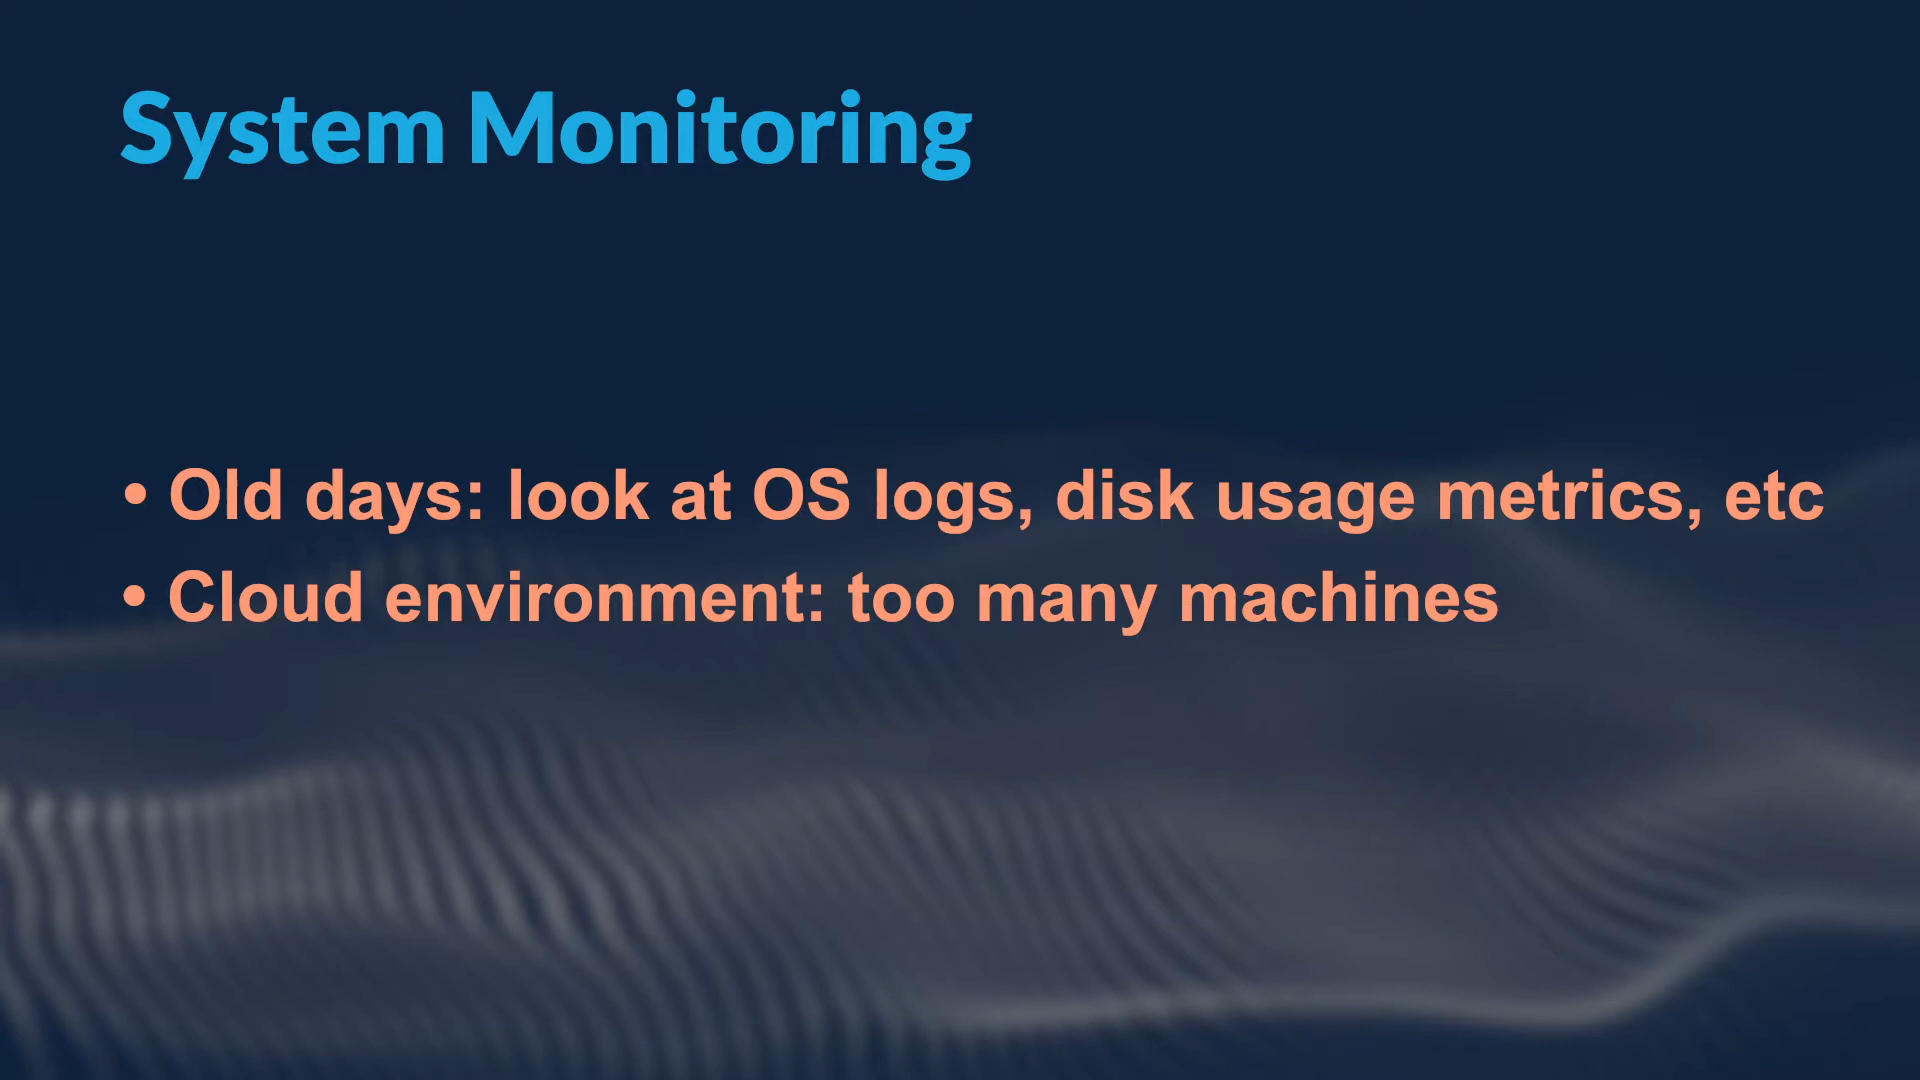 System Monitoring
• Old days: look at OS logs, disk usage metrics, etc
• Cloud environment: too many machines